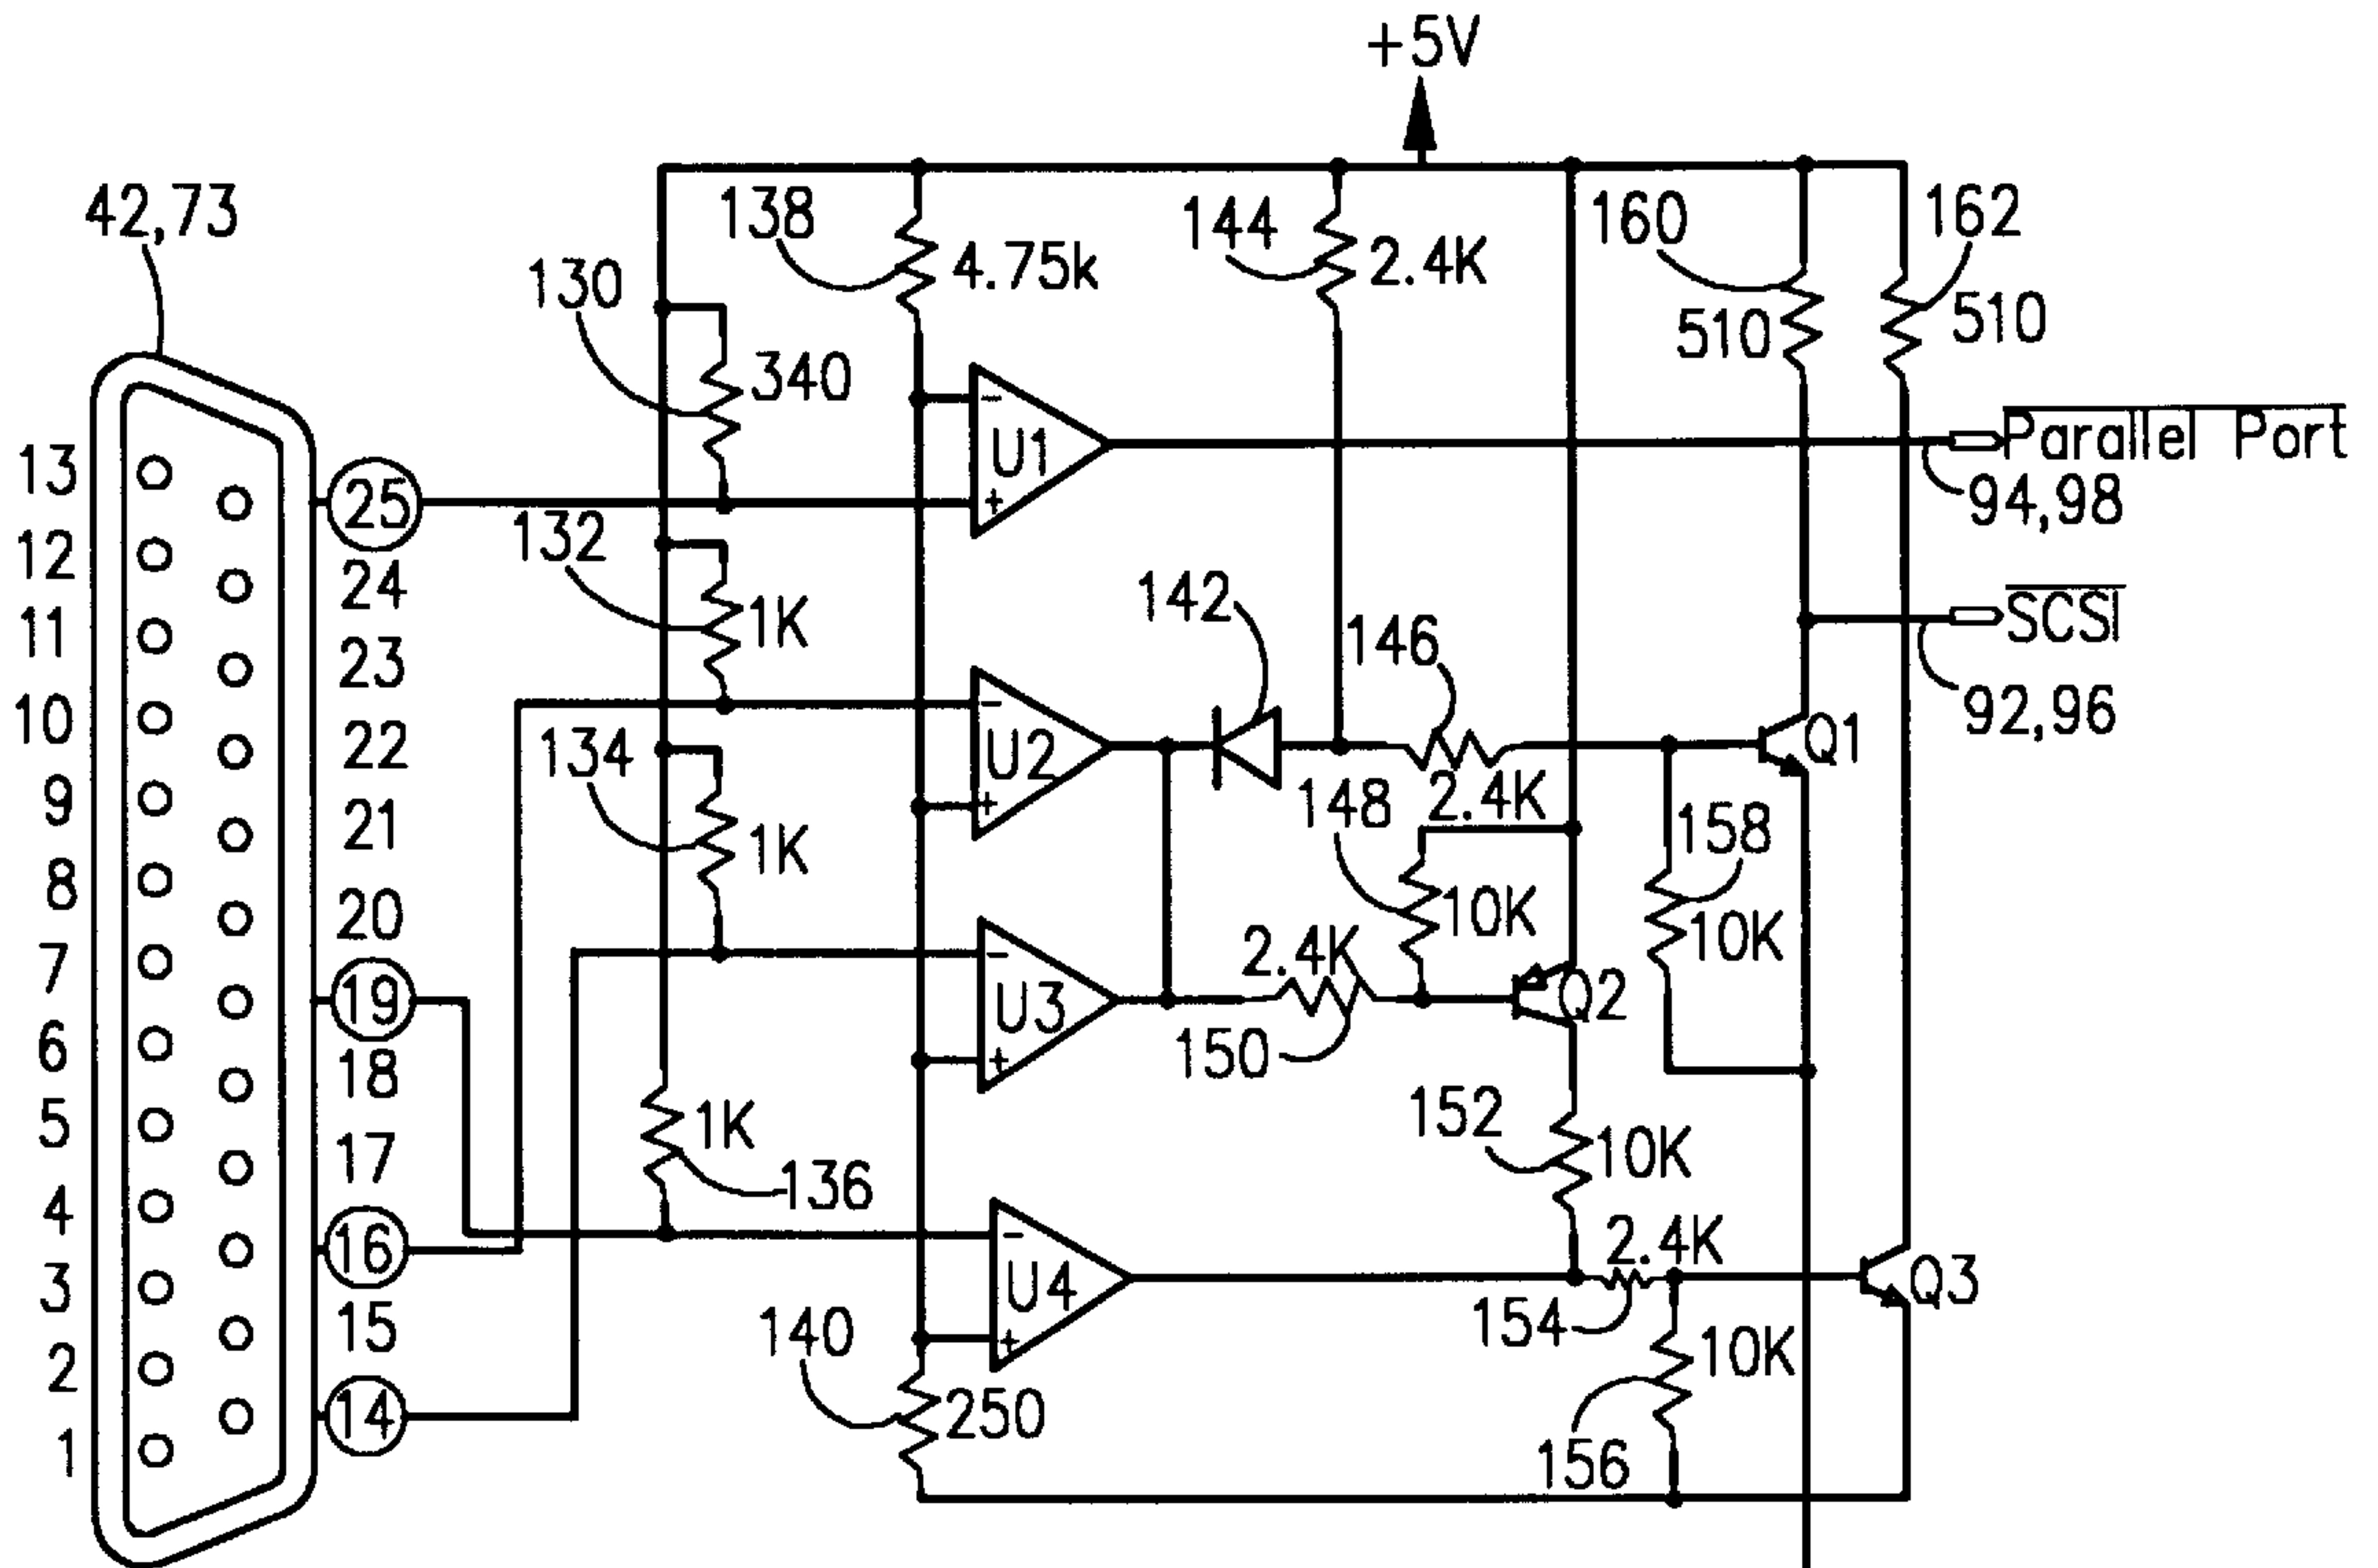 +5V
42,73
138
144
160
162
130
4.75k
2.4K
510
510
340
U1
Parallel Port
94,98
13
12
11
10
9
8
7
6
5
4
3
2
1
25
24
23
22
21
20
19
18
17
16
15
14
132
1K
142
146
SCSI
92,96
134
1K
U2
2.4K
Q1
148
158
10K
10K
2.4K
U3
150
Q2
1K
136
152
10K
2.4K
U4
154
Q3
140
250
10K
156
-
+
-
+
-
+
-
+